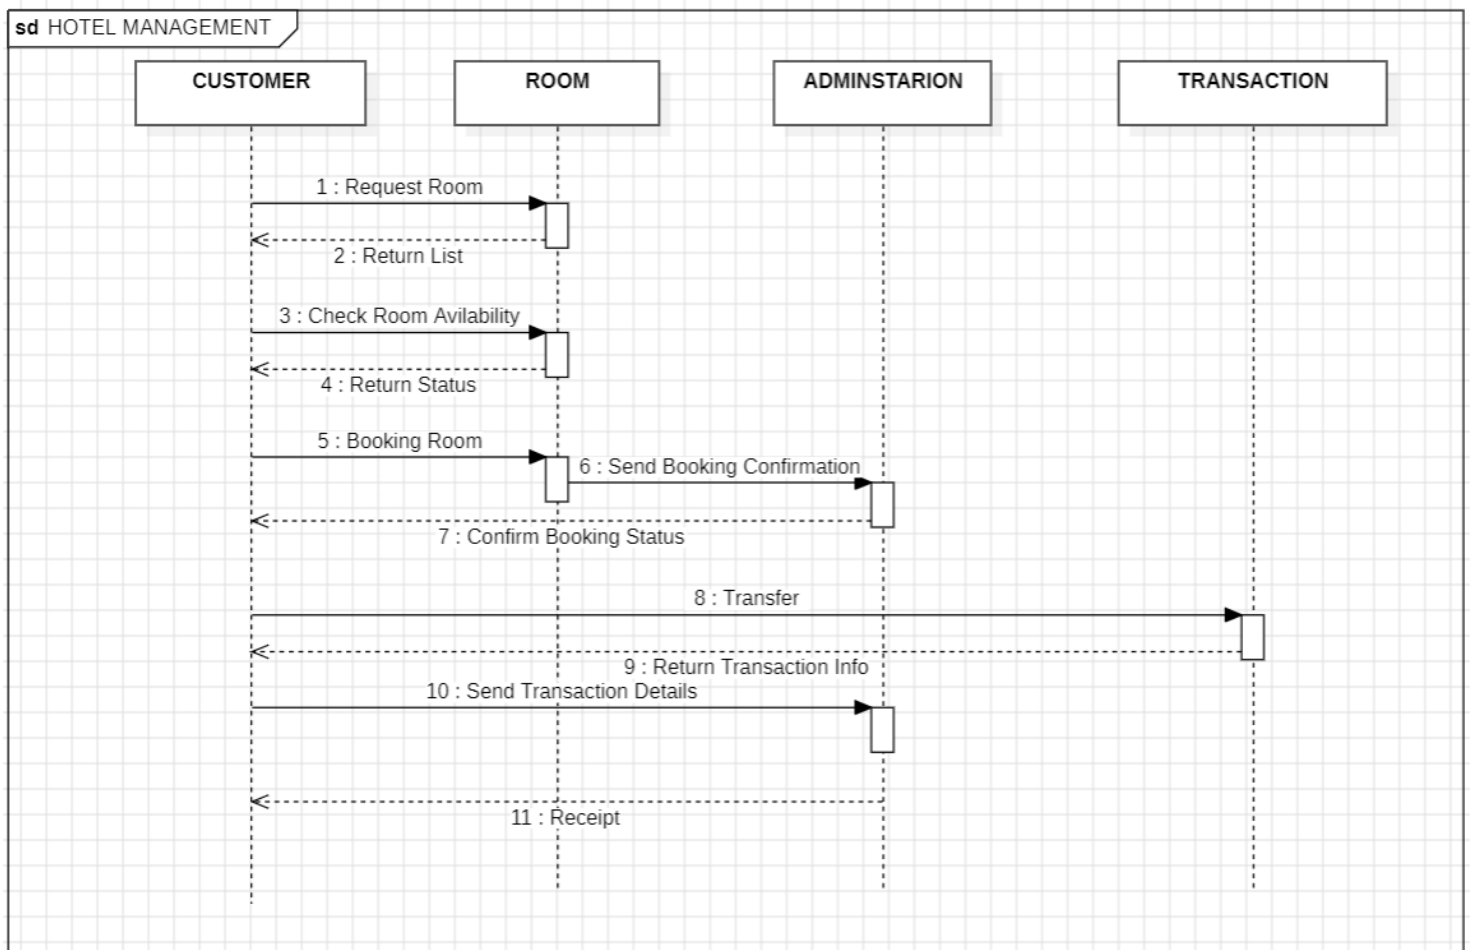 sd HOTEL MANAGEMENT
CUSTOMER
ROOM
ADMINSTARION
TRANSACTION
1 : Request Room
2 : Return List
3 : Check Room Avilability
4 : Return Status
5 : Booking Room
6 : Send Booking Confirmation
7 : Confirm Booking Status
8 : Transfer
9 : Return Transaction Info
10 : Send Transaction Details
11 : Receipt